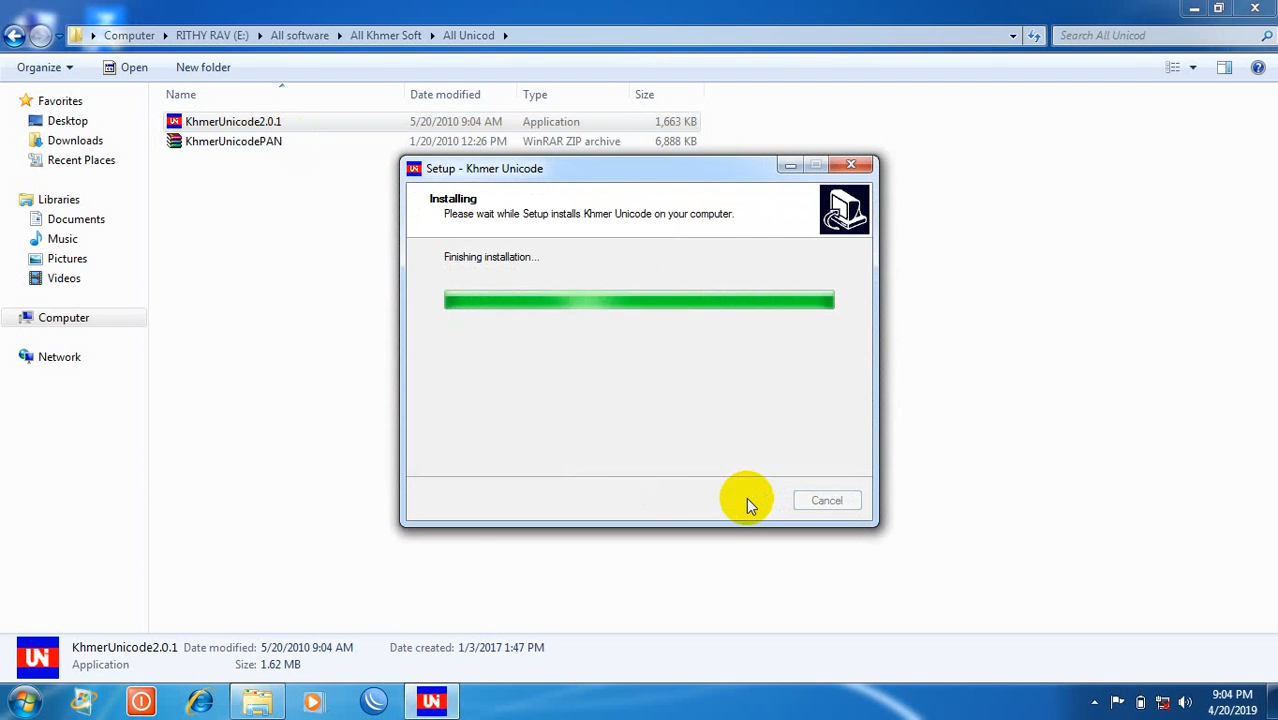 Computer RITHY RAV (E:) All software All Khmer Soft All Unicod Search All Unicod
Organize Open New folder
Name Date modified Type Size
Favorites
Desktop
Downloads
Recent Places
Libraries
Documents
Music
Pictures
Videos
Computer
Network
KhmerUnicode2.0.1 5/20/2010 9:04 AM Application 1,663 KB
KhmerUnicodePAN 1/20/2010 12:26 PM WinRAR ZIP archive 6,888 KB
Setup - Khmer Unicode
Installing
Please wait while Setup installs Khmer Unicode on your computer.
Finishing installation...
Cancel
KhmerUnicode2.0.1 Date modified: 5/20/2010 9:04 AM Date created: 1/3/2017 1:47 PM
Application Size: 1.62 MB
UNi
9:04 PM
4/20/2019